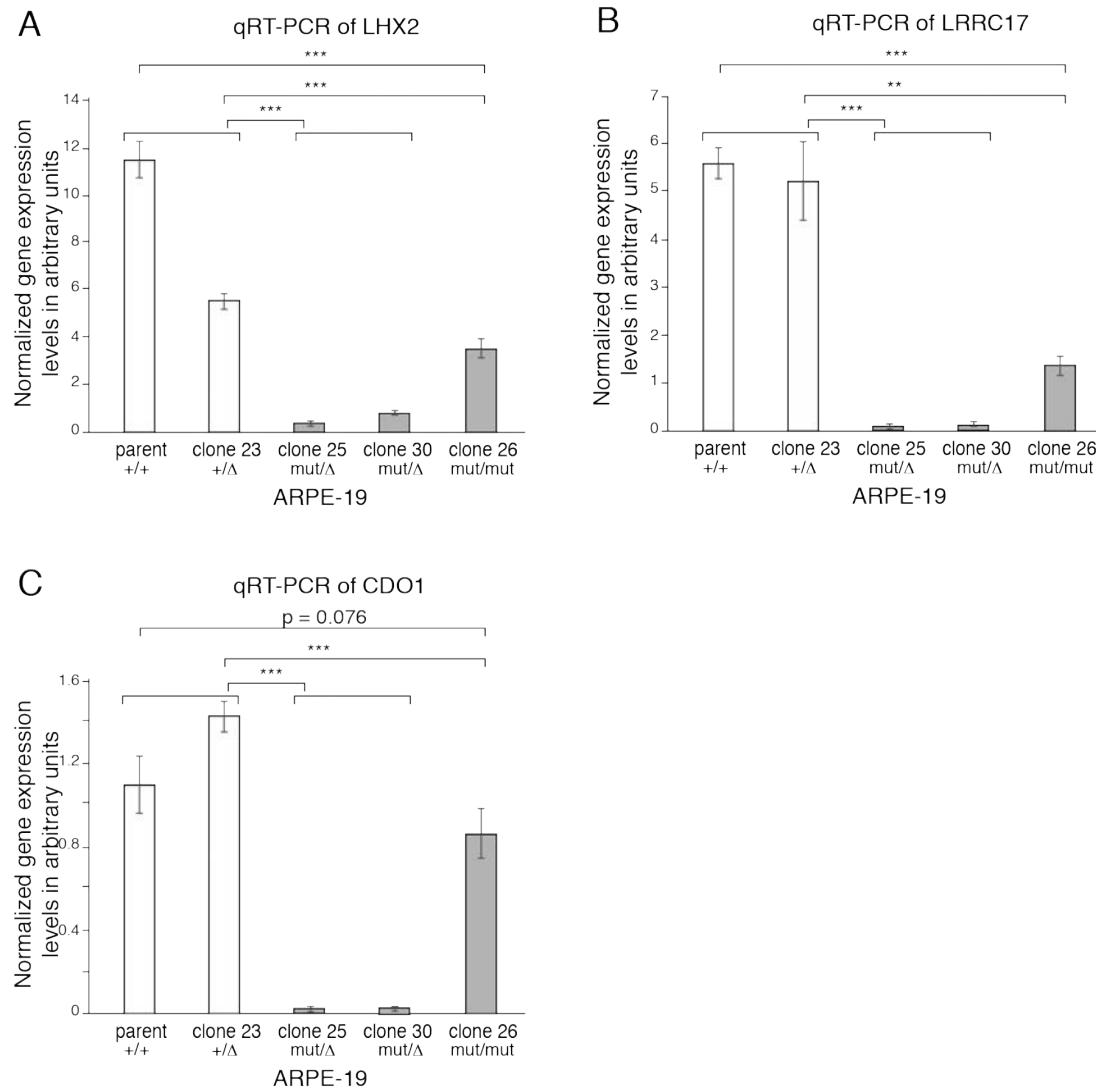 A
qRT-PCR of LHX2
***
***
***
Normalized gene expression
levels in arbitrary units
14
12
10
8
6
4
2
0
parent clone 23 clone 25 clone 30 clone 26
+/+ +/Δ mut/Δ mut/Δ mut/mut
ARPE-19
B
qRT-PCR of LRRC17
***
**
***
Normalized gene expression
levels in arbitrary units
7
6
5
4
3
2
1
0
parent clone 23 clone 25 clone 30 clone 26
+/+ +/Δ mut/Δ mut/Δ mut/mut
ARPE-19
C
qRT-PCR of CDO1
p = 0.076
***
***
Normalized gene expression
levels in arbitrary units
1.6
1.2
0.8
0.4
0
parent clone 23 clone 25 clone 30 clone 26
+/+ +/Δ mut/Δ mut/Δ mut/mut
ARPE-19